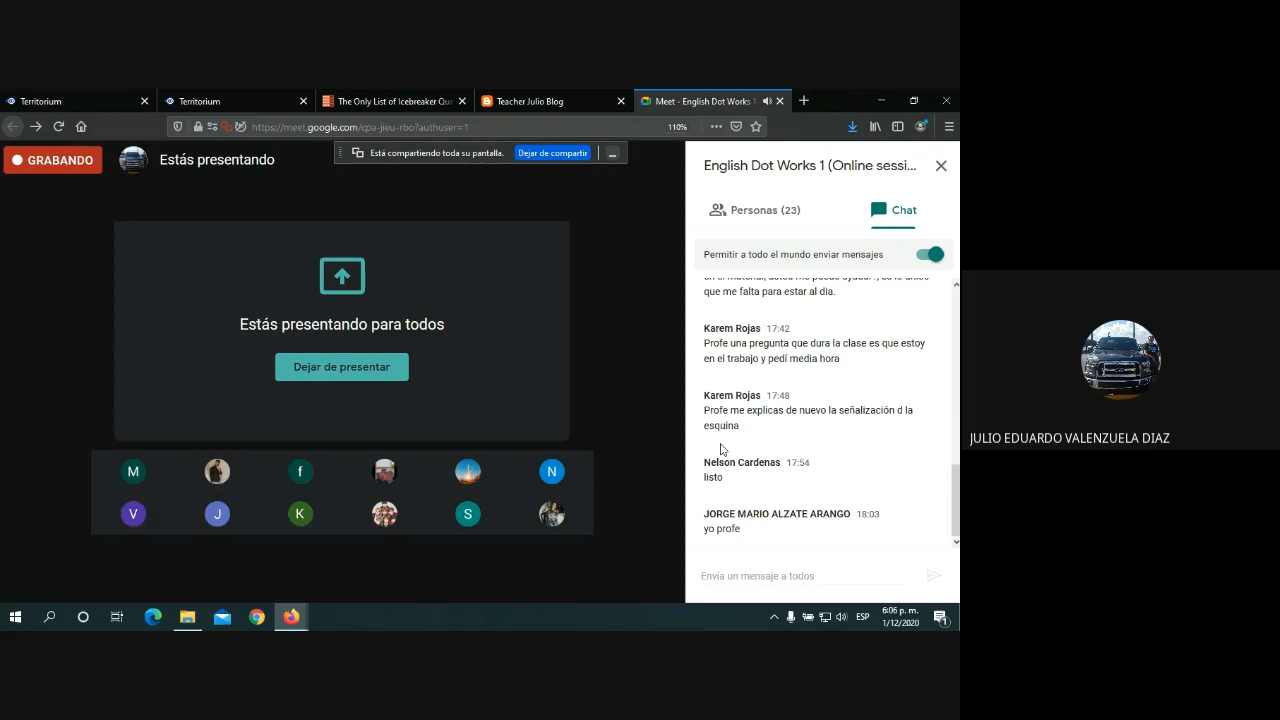 Territorium
Territorium
The Only List of Icebreaker Que
Teacher Julio Blog
Meet - English Dot Works 1
https://meet.google.com/cpa-jieu-rbo?authuser=1
110%
GRABANDO
Estás presentando
Está compartiendo toda su pantalla.
Dejar de compartir
English Dot Works 1 (Online sessi...
Personas (23)
Chat
Permitir a todo el mundo enviar mensajes
que me falta para estar al día.
Karem Rojas 17:42
Profe una pregunta que dura la clase es que estoy
en el trabajo y pedí media hora
Karem Rojas 17:48
Profe me explicas de nuevo la señalización d la
esquina
Nelson Cardenas 17:54
listo
JORGE MARIO ALZATE ARANGO 18:03
yo profe
Envía un mensaje a todos
Estás presentando para todos
Dejar de presentar
M
f
N
V
J
K
S
JULIO EDUARDO VALENZUELA DIAZ
ESP
6:06 p. m.
1/12/2020
1